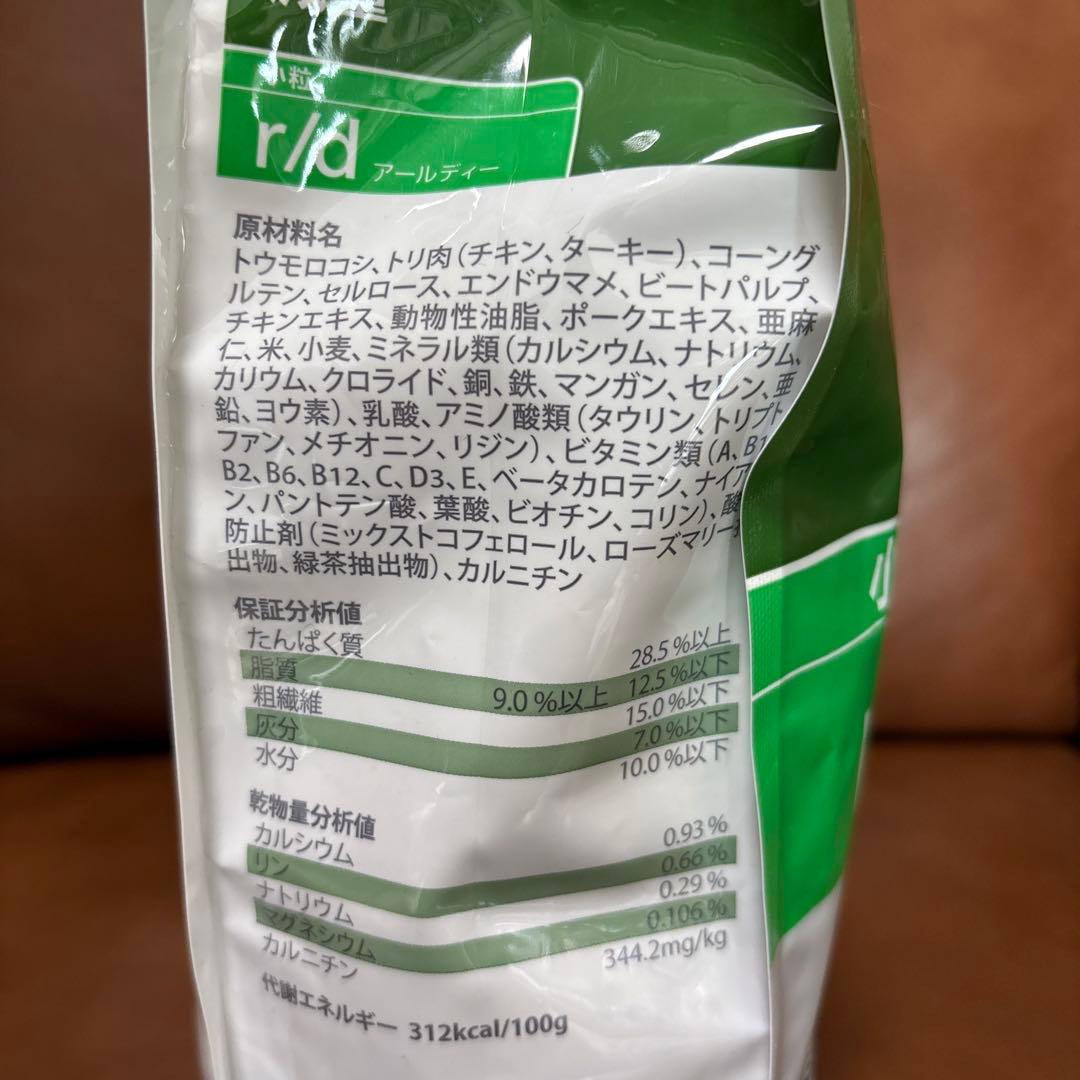 小粒
r/d アールディー
原材料名
トウモロコシ、トリ肉（チキン、ターキー）、コーング
ルテン、セルロース、エンドウマメ、ビートパルプ、
チキンエキス、動物性油脂、ポークエキス、亜麻
仁、米、小麦、ミネラル類（カルシウム、ナトリウム、
カリウム、クロライド、銅、鉄、マンガン、セレン、亜
鉛、ヨウ素）、乳酸、アミノ酸類（タウリン、トリプト
ファン、メチオニン、リジン）、ビタミン類（A、B1
B2、B6、B12、C、D3、E、ベータカロテン、ナイア
ン、パントテン酸、葉酸、ビオチン、コリン）、酸
防止剤（ミックストコフェロール、ローズマリー
出物、緑茶抽出物）、カルニチン
保証分析値
たんぱく質 28.5％以上
脂質 9.0％以上 12.5％以下
粗繊維 15.0％以下
灰分 7.0％以下
水分 10.0％以下
乾物量分析値
カルシウム 0.93％
リン 0.66％
ナトリウム 0.29％
マグネシウム 0.106％
カルニチン 344.2mg/kg
代謝エネルギー 312kcal/100g